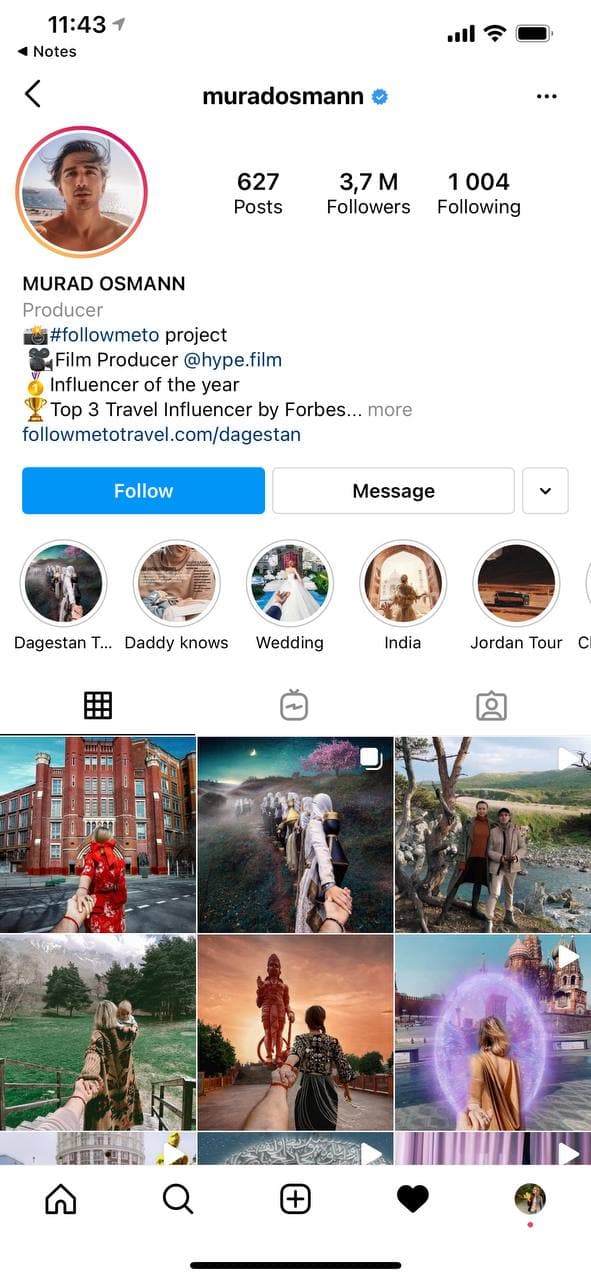 11:43
◀ Notes
muradosmann
627
Posts
3,7 M
Followers
1 004
Following
MURAD OSMANN
Producer
📸#followmeto project
🎥Film Producer @hype.film
🏅Influencer of the year
🏆Top 3 Travel Influencer by Forbes... more
followmetotravel.com/dagestan
Follow
Message
Dagestan T...
Daddy knows
Wedding
India
Jordan Tour